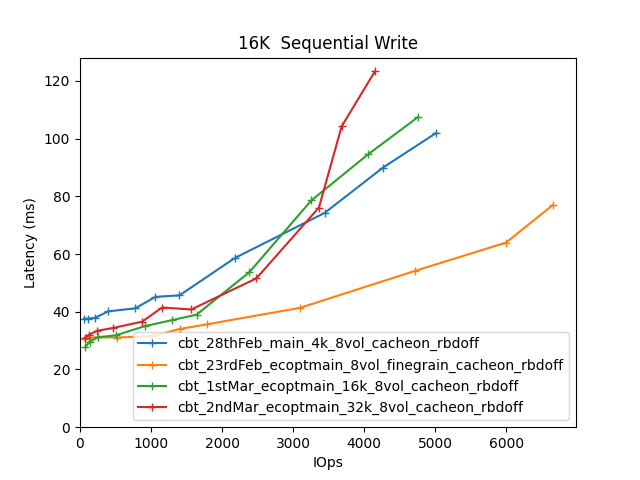 16K  Sequential Write
Latency (ms)
120
100
80
60
40
20
0
cbt_28thFeb_main_4k_8vol_cacheon_rbdoff
cbt_23rdFeb_ecoptmain_8vol_finegrain_cacheon_rbdoff
cbt_1stMar_ecoptmain_16k_8vol_cacheon_rbdoff
cbt_2ndMar_ecoptmain_32k_8vol_cacheon_rbdoff
0 1000 2000 3000 4000 5000 6000
IOps